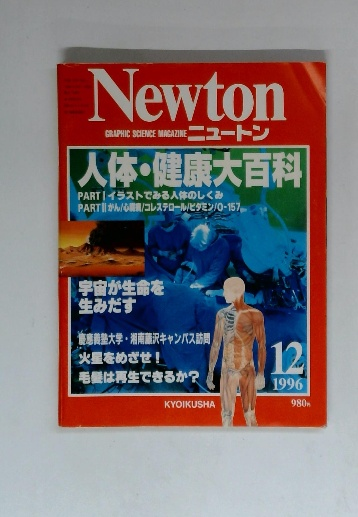 Newton
GRAPHIC SCIENCE MAGAZINE ニュートン
人体・健康大百科
PART I イラストでみる人体のしくみ
PART II がん/心臓病/コレステロール/ビタミン/O-157
宇宙が生命を
生みだす
慶應義塾大学・湘南藤沢キャンパス訪問
火星をめざせ!
毛髪は再生できるか?
12
1996
KYOIKUSHA
980円